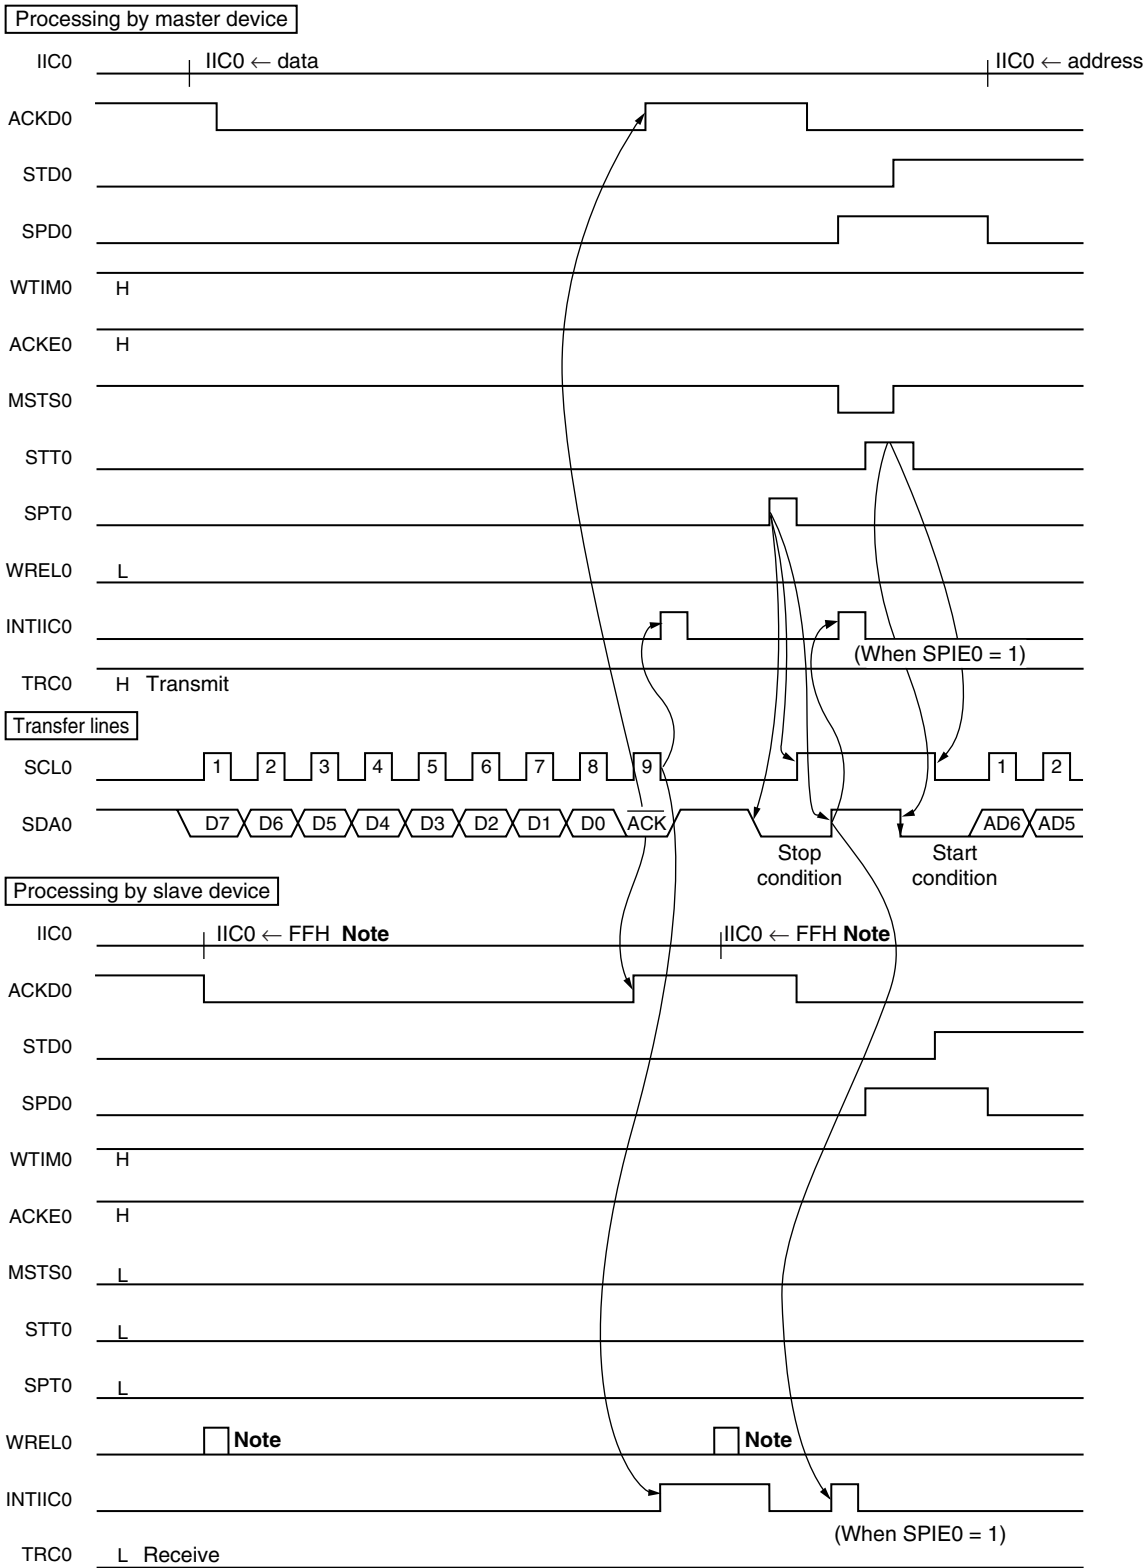 Processing by master device
IIC0 IIC0 ← data IIC0 ← address
ACKD0
STD0
SPD0
WTIM0 H
ACKE0 H
MSTS0
STT0
SPT0
WREL0 L
INTIIC0
(When SPIE0 = 1)
TRC0 H Transmit
Transfer lines
SCL0 1 2 3 4 5 6 7 8 9 1 2
SDA0 D7 D6 D5 D4 D3 D2 D1 D0 ACK AD6 AD5
Stop condition Start condition
Processing by slave device
IIC0 IIC0 ← FFH Note IIC0 ← FFH Note
ACKD0
STD0
SPD0
WTIM0 H
ACKE0 H
MSTS0 L
STT0 L
SPT0 L
WREL0 Note Note
INTIIC0
(When SPIE0 = 1)
TRC0 L Receive